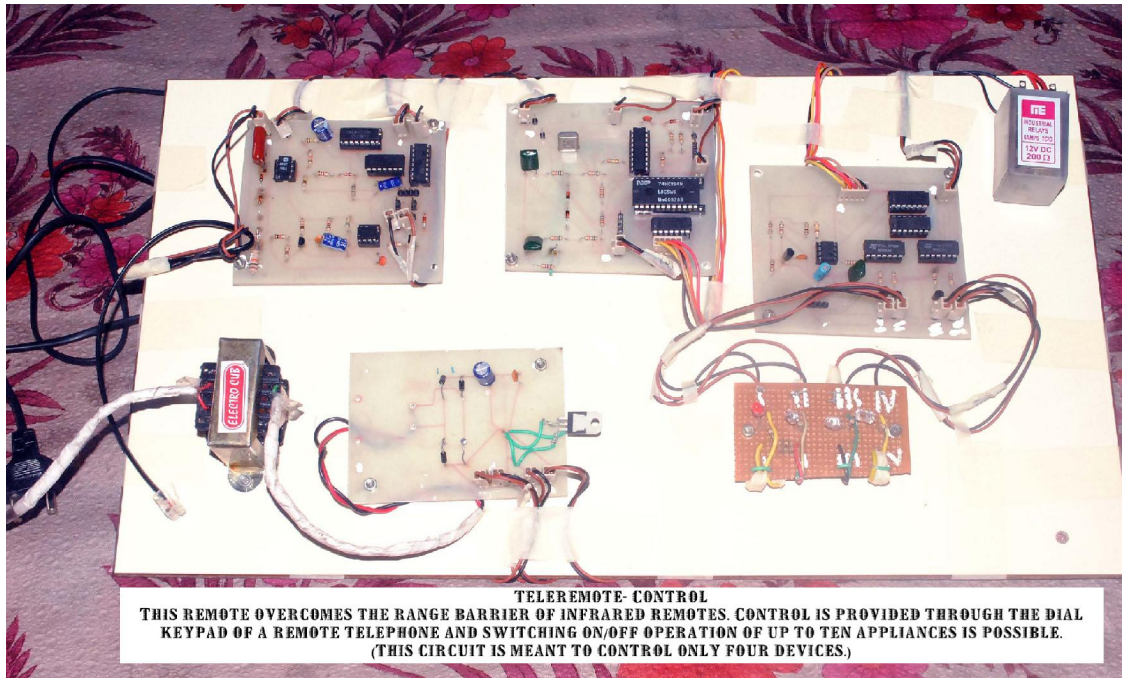 INDUSTRIAL
RELAYS
12V DC
200 Ω
ELECTRO CUB
TELEREMOTE- CONTROL
THIS REMOTE OVERCOMES THE RANGE BARRIER OF INFRARED REMOTES. CONTROL IS PROVIDED THROUGH THE DIAL
KEYPAD OF A REMOTE TELEPHONE AND SWITCHING ON/OFF OPERATION OF UP TO TEN APPLIANCES IS POSSIBLE.
(THIS CIRCUIT IS MEANT TO CONTROL ONLY FOUR DEVICES.)